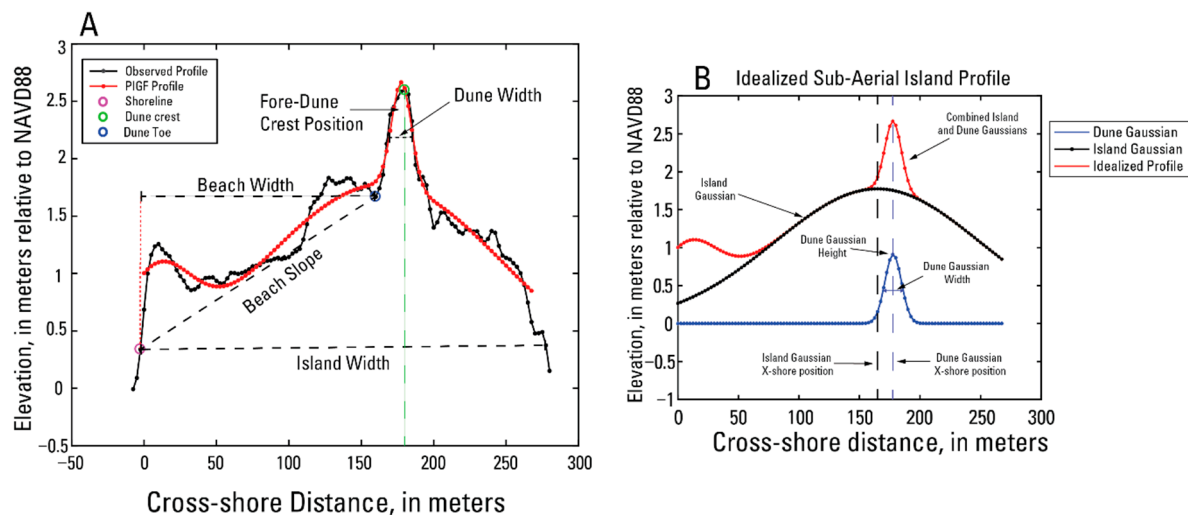 A
Elevation, in meters relative to NAVD88
3
2.5
2
1.5
1
0.5
0
−0.5
Observed Profile
PIGF Profile
Shoreline
Dune crest
Dune Toe
Fore-Dune
Crest Position
Dune Width
Beach Width
Beach Slope
Island Width
−50
0
50
100
150
200
250
300
Cross-shore Distance, in meters
B
Idealized Sub-Aerial Island Profile
Elevation, in meters relative to NAVD88
3
2.5
2
1.5
1
0.5
0
−0.5
−1
Combined Island
and Dune Gaussians
Island
Gaussian
Dune Gaussian
Height
Dune Gaussian
Width
Island Gaussian
X-shore position
Dune Gaussian
X-shore position
0
50
100
150
200
250
300
Cross-shore distance, in meters
Dune Gaussian
Island Gaussian
Idealized Profile